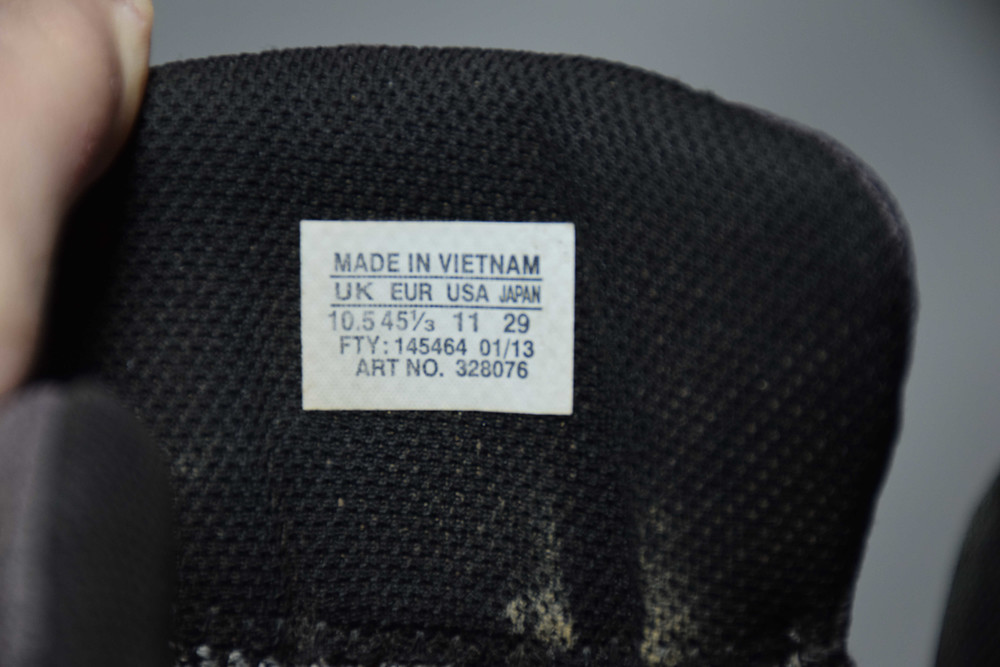 MADE IN VIETNAM
UK EUR USA JAPAN
10.5 45⅓ 11 29
FTY: 145464 01/13
ART NO. 328076